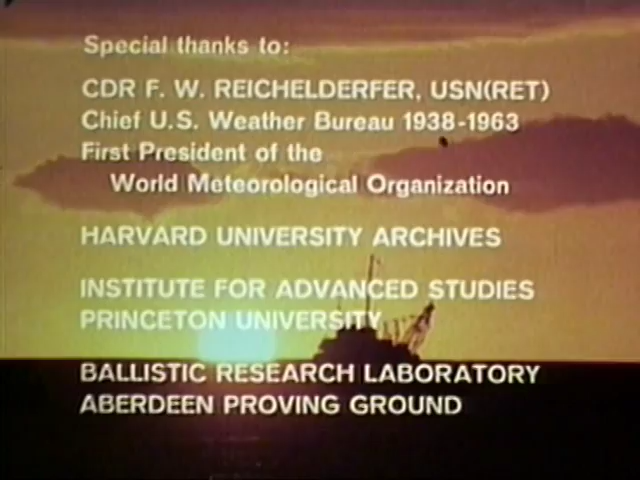 Special thanks to:
CDR F. W. REICHELDERFER, USN(RET)
Chief U.S. Weather Bureau 1938-1963
First President of the
World Meteorological Organization
HARVARD UNIVERSITY ARCHIVES
INSTITUTE FOR ADVANCED STUDIES
PRINCETON UNIVERSITY
BALLISTIC RESEARCH LABORATORY
ABERDEEN PROVING GROUND